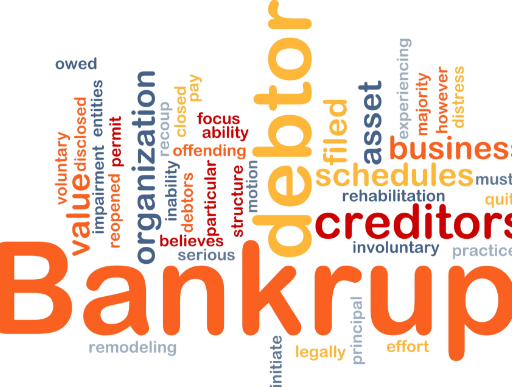 owed
voluntary
disclosed
value
impairment
entities
reopened
permit
organization
recoup
closed
pay
focus
ability
offending
inability
debtors
particular
structure
motion
believes
serious
debtor
filed
asset
experiencing
majority
however
distress
business
schedules
must
rehabilitation
quit
creditors
involuntary
practice
Bankrup
remodeling
initiate
legally
principal
effort